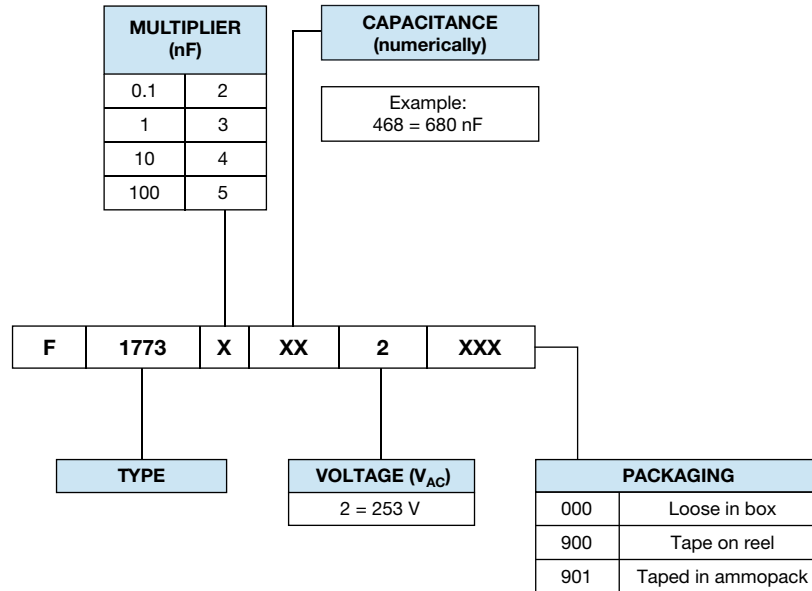 MULTIPLIER
(nF)
0.1 2
1 3
10 4
100 5
CAPACITANCE
(numerically)
Example:
468 = 680 nF
F 1773 X XX 2 XXX
TYPE
VOLTAGE (VAC)
2 = 253 V
PACKAGING
000 Loose in box
900 Tape on reel
901 Taped in ammopack